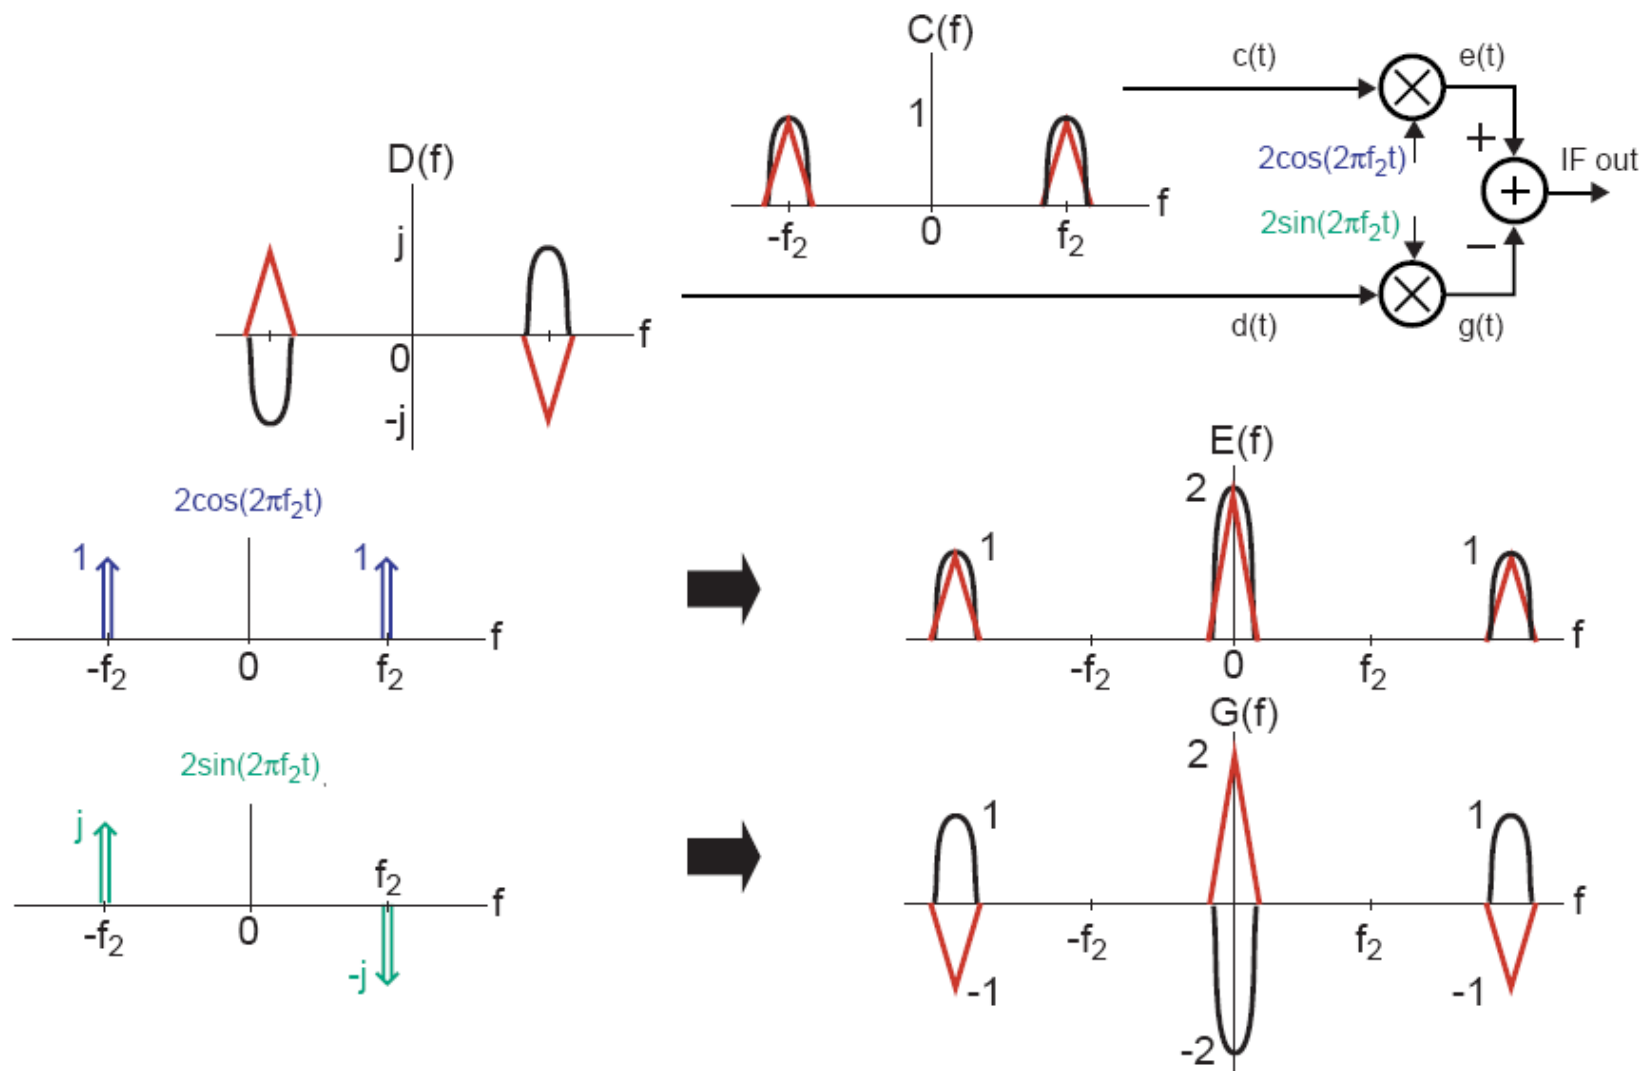 C(f)
1
-f₂ 0 f₂ f
c(t) e(t)
2cos(2πf₂t) + IF out
2sin(2πf₂t) −
d(t) g(t)
D(f)
j
0 f
-j
2cos(2πf₂t)
1 1
-f₂ 0 f₂ f
E(f)
2
1 1
-f₂ 0 f₂ f
2sin(2πf₂t)
j
f₂
-f₂ 0 f
-j
G(f)
2
1 1
-f₂ f₂ f
-1 -1
-2